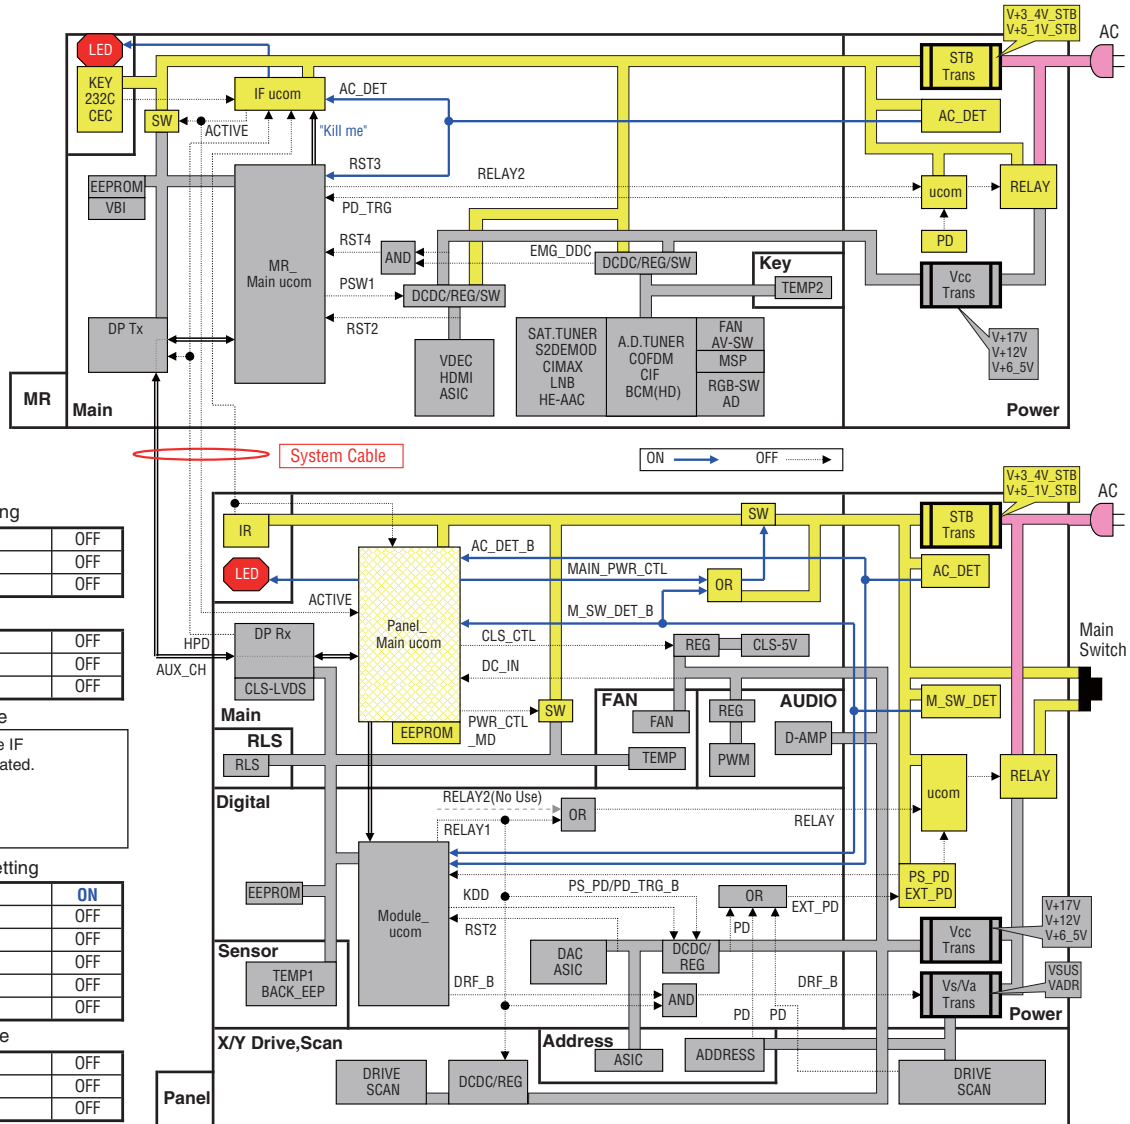 V+3_4V_STB
V+5_1V_STB
AC
LED
KEY
232C
CEC
IF ucom
AC_DET
STB
Trans
SW
ACTIVE
"Kill me"
AC_DET
RST3
RELAY2
EEPROM
VBI
PD_TRG
ucom
RELAY
MR_
Main ucom
RST4
AND
EMG_DDC
DCDC/REG/SW
PD
Key
TEMP2
Vcc
Trans
PSW1
DCDC/REG/SW
RST2
DP Tx
VDEC
HDMI
ASIC
SAT.TUNER
S2DEMOD
CIMAX
LNB
HE-AAC
A.D.TUNER
COFDM
CIF
BCM(HD)
FAN
AV-SW
MSP
RGB-SW
AD
V+17V
V+12V
V+6_5V
MR
Main
Power
System Cable
ON
OFF
V+3_4V_STB
V+5_1V_STB
AC
ng
OFF
OFF
OFF
OFF
OFF
OFF
e
e IF
ated.
etting
ON
OFF
OFF
OFF
OFF
OFF
e
OFF
OFF
OFF
IR
SW
STB
Trans
LED
AC_DET_B
MAIN_PWR_CTL
OR
AC_DET
ACTIVE
M_SW_DET_B
Panel_
Main ucom
HPD
AUX_CH
DP Rx
CLS-LVDS
CLS_CTL
REG
CLS-5V
DC_IN
Main
Switch
Main
EEPROM
PWR_CTL
_MD
SW
FAN
FAN
REG
AUDIO
D-AMP
M_SW_DET
RLS
RLS
TEMP
PWM
RELAY
ucom
Digital
RELAY2(No Use)
RELAY1
OR
RELAY
EEPROM
Module_
ucom
KDD
PS_PD/PD_TRG_B
RST2
OR
EXT_PD
PS_PD
EXT_PD
PD
V+17V
V+12V
V+6_5V
Vcc
Trans
Sensor
TEMP1
BACK_EEP
DAC
ASIC
DCDC/
REG
DRF_B
AND
DRF_B
Vs/Va
Trans
VSUS
VADR
PD
PD
Power
X/Y Drive,Scan
Address
ASIC
ADDRESS
DRIVE
SCAN
DCDC/REG
DRIVE
SCAN
Panel